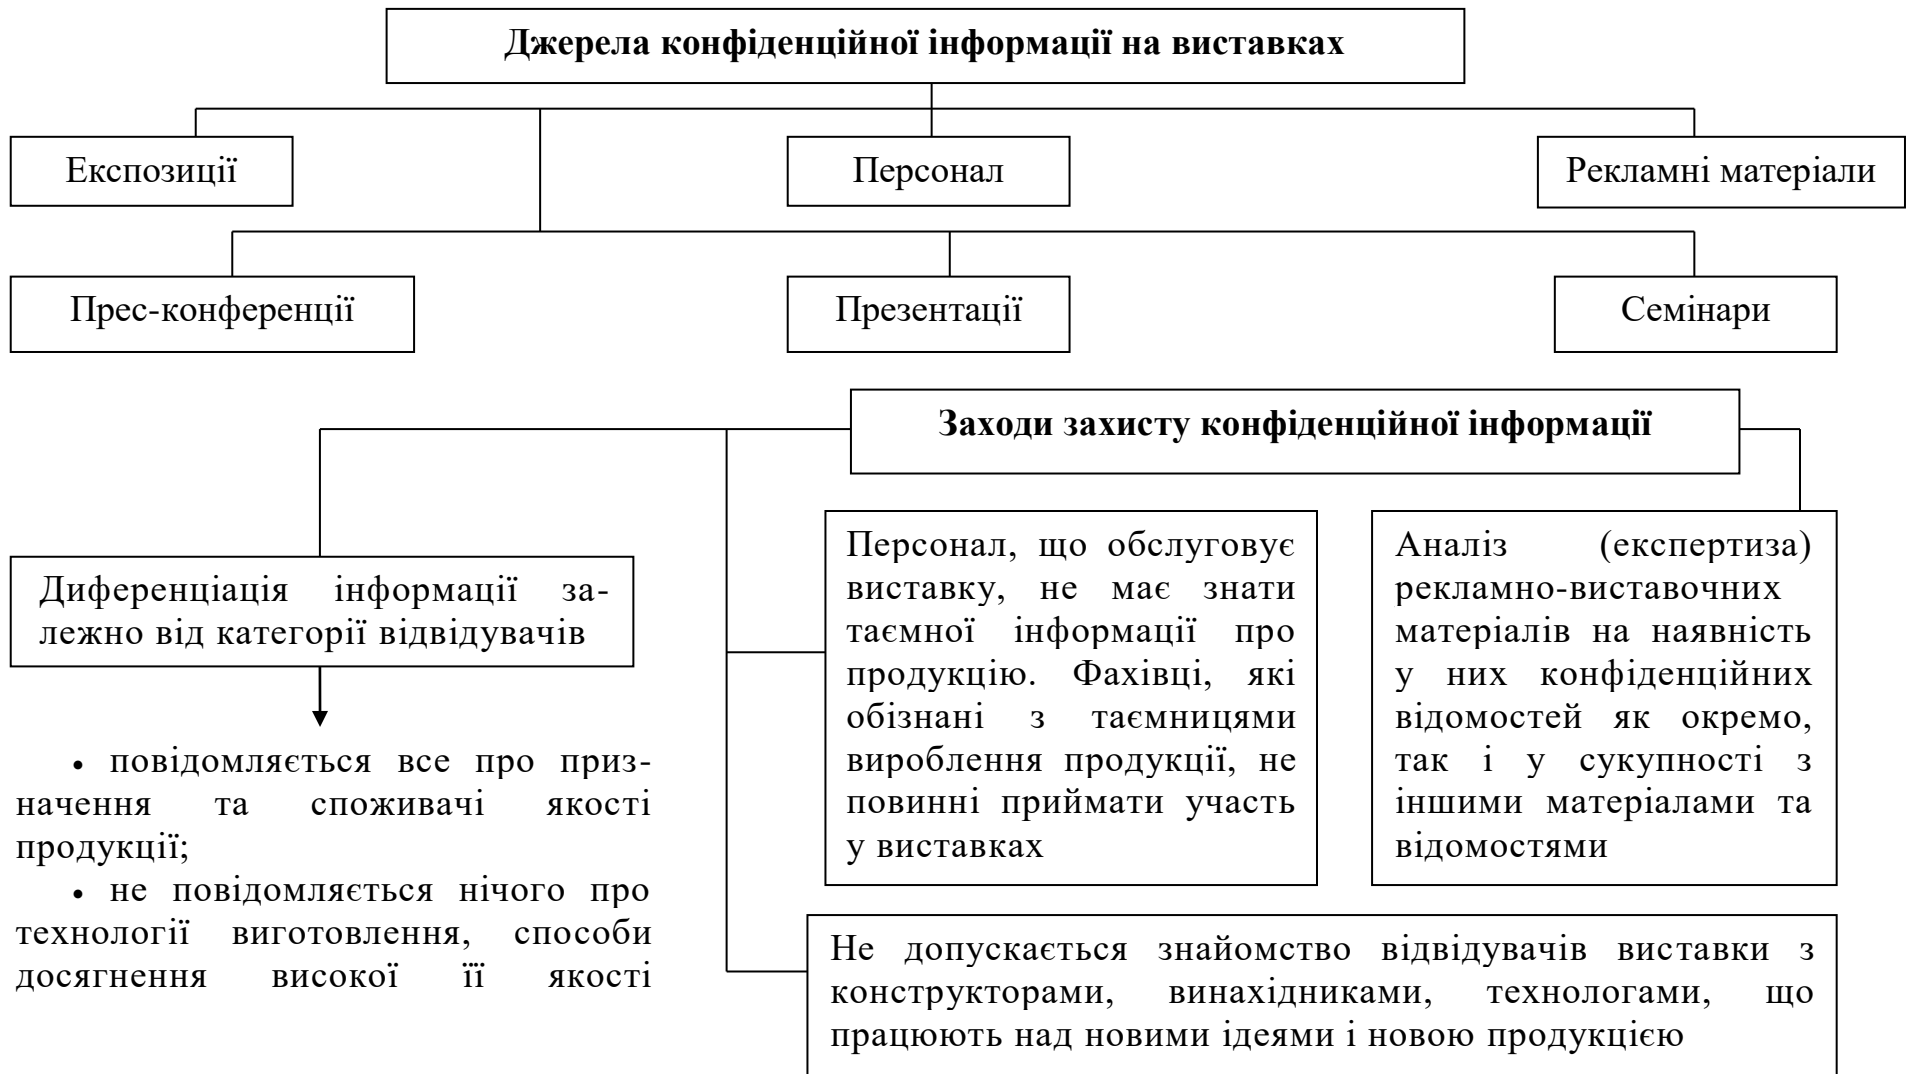 Джерела конфіденційної інформації на виставках
Експозиції
Персонал
Рекламні матеріали
Прес-конференції
Презентації
Семінари
Заходи захисту конфіденційної інформації
Диференціація інформації за-
лежно від категорії відвідувачів
• повідомляється все про приз-
начення та споживачі якості
продукції;
• не повідомляється нічого про
технології виготовлення, способи
досягнення високої її якості
Персонал, що обслуговує
виставку, не має знати
таємної інформації про
продукцію. Фахівці, які
обізнані з таємницями
вироблення продукції, не
повинні приймати участь
у виставках
Аналіз (експертиза)
рекламно-виставочних
матеріалів на наявність
у них конфіденційних
відомостей як окремо,
так і у сукупності з
іншими матеріалами та
відомостями
Не допускається знайомство відвідувачів виставки з
конструкторами, винахідниками, технологами, що
працюють над новими ідеями і новою продукцією